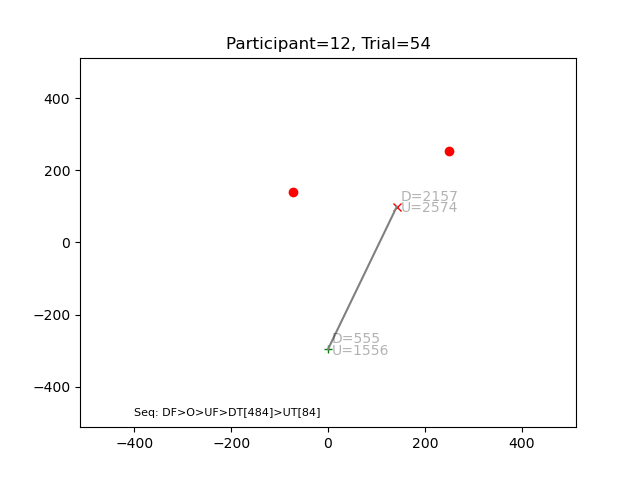 Participant=12, Trial=54
400
200
0
−200
−400
D=2157
U=2574
D=555
U=1556
Seq: DF>O>UF>DT[484]>UT[84]
−400 −200 0 200 400